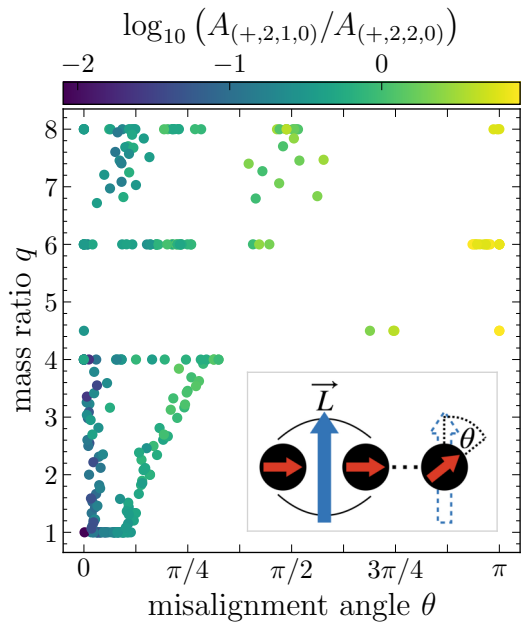 log₁₀ (A₍₊,₂,₁,₀₎/A₍₊,₂,₂,₀₎)
−2 −1 0
8
7
6
5
4
3
2
1
mass ratio q
L
θ
0 π/4 π/2 3π/4 π
misalignment angle θ